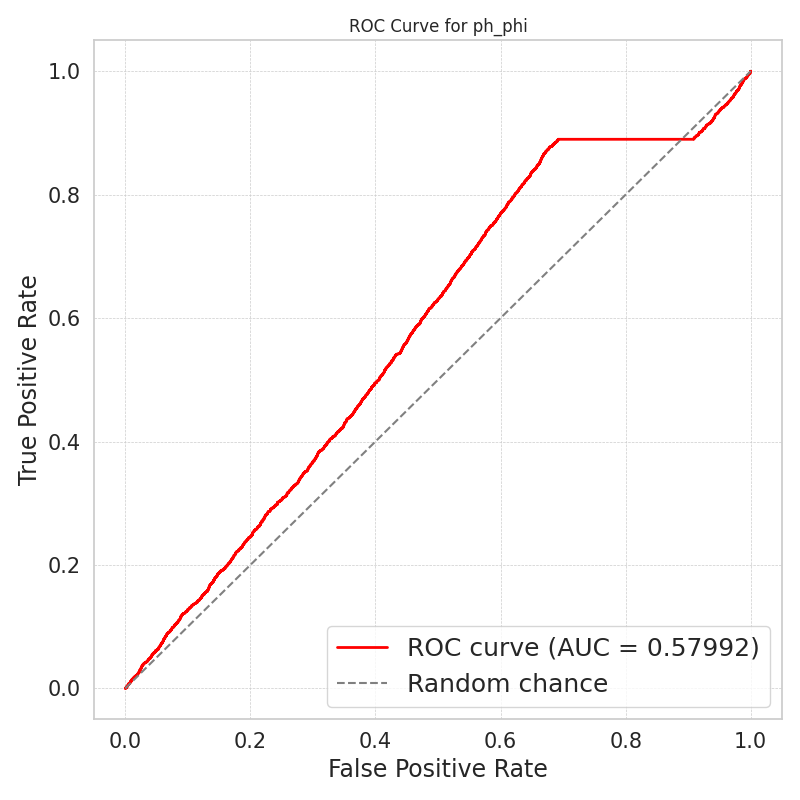 ROC Curve for ph_phi
1.0
0.8
0.6
0.4
0.2
0.0
True Positive Rate
ROC curve (AUC = 0.57992)
Random chance
0.0 0.2 0.4 0.6 0.8 1.0
False Positive Rate